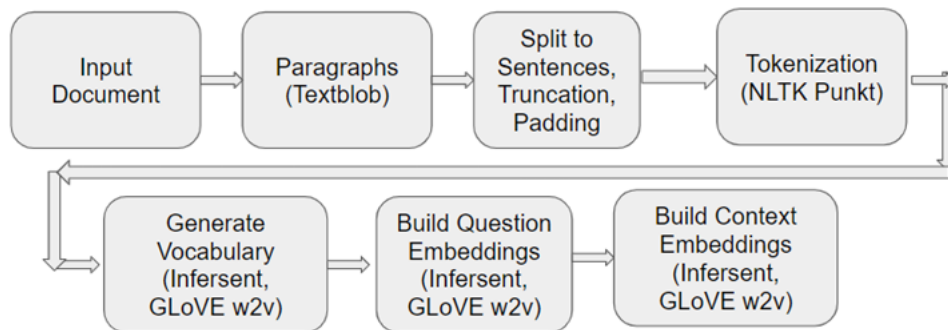 Input
Document
Paragraphs
(Textblob)
Split to
Sentences,
Truncation,
Padding
Tokenization
(NLTK Punkt)
Generate
Vocabulary
(Infersent,
GLoVE w2v)
Build Question
Embeddings
(Infersent,
GLoVE w2v)
Build Context
Embeddings
(Infersent,
GLoVE w2v)